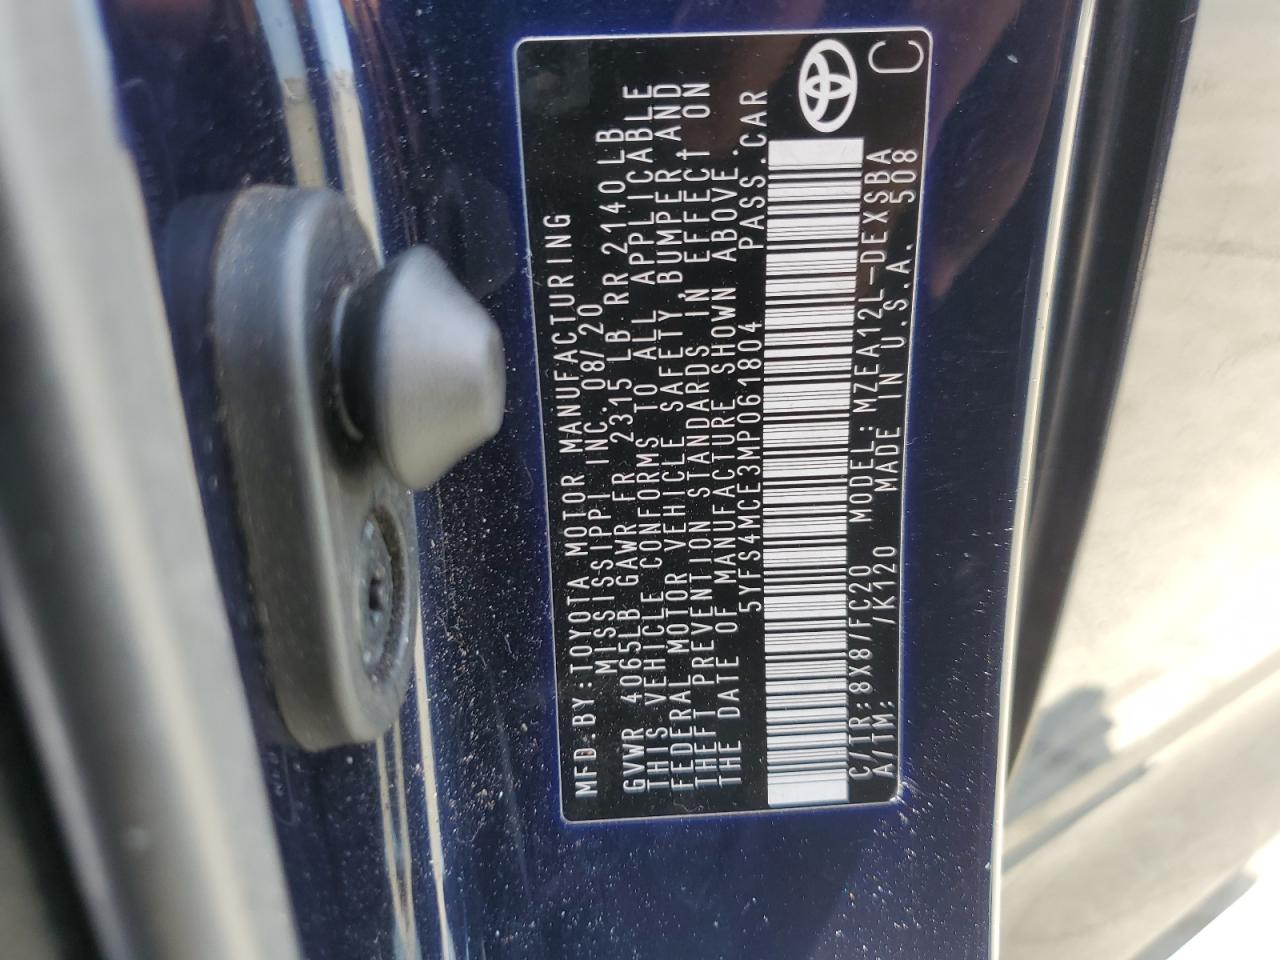 MFD.BY:TOYOTA MOTOR MANUFACTURING
MISSISSIPPI INC. 08/20
GVWR 4065LB GAWR FR 2315 LB RR 2140LB
THIS VEHICLE CONFORMS TO ALL APPLICABLE
FEDERAL MOTOR VEHICLE SAFETY, BUMPER, AND
THEFT PREVENTION STANDARDS IN EFFECT ON
THE DATE OF MANUFACTURE SHOWN ABOVE.
5YFS4MCE3MP061804 PASS.CAR
C/TR:8X8/FC20 MODEL:MZEA12L-DEXSBA
A/TM: /K120 MADE IN U.S.A. 508
C